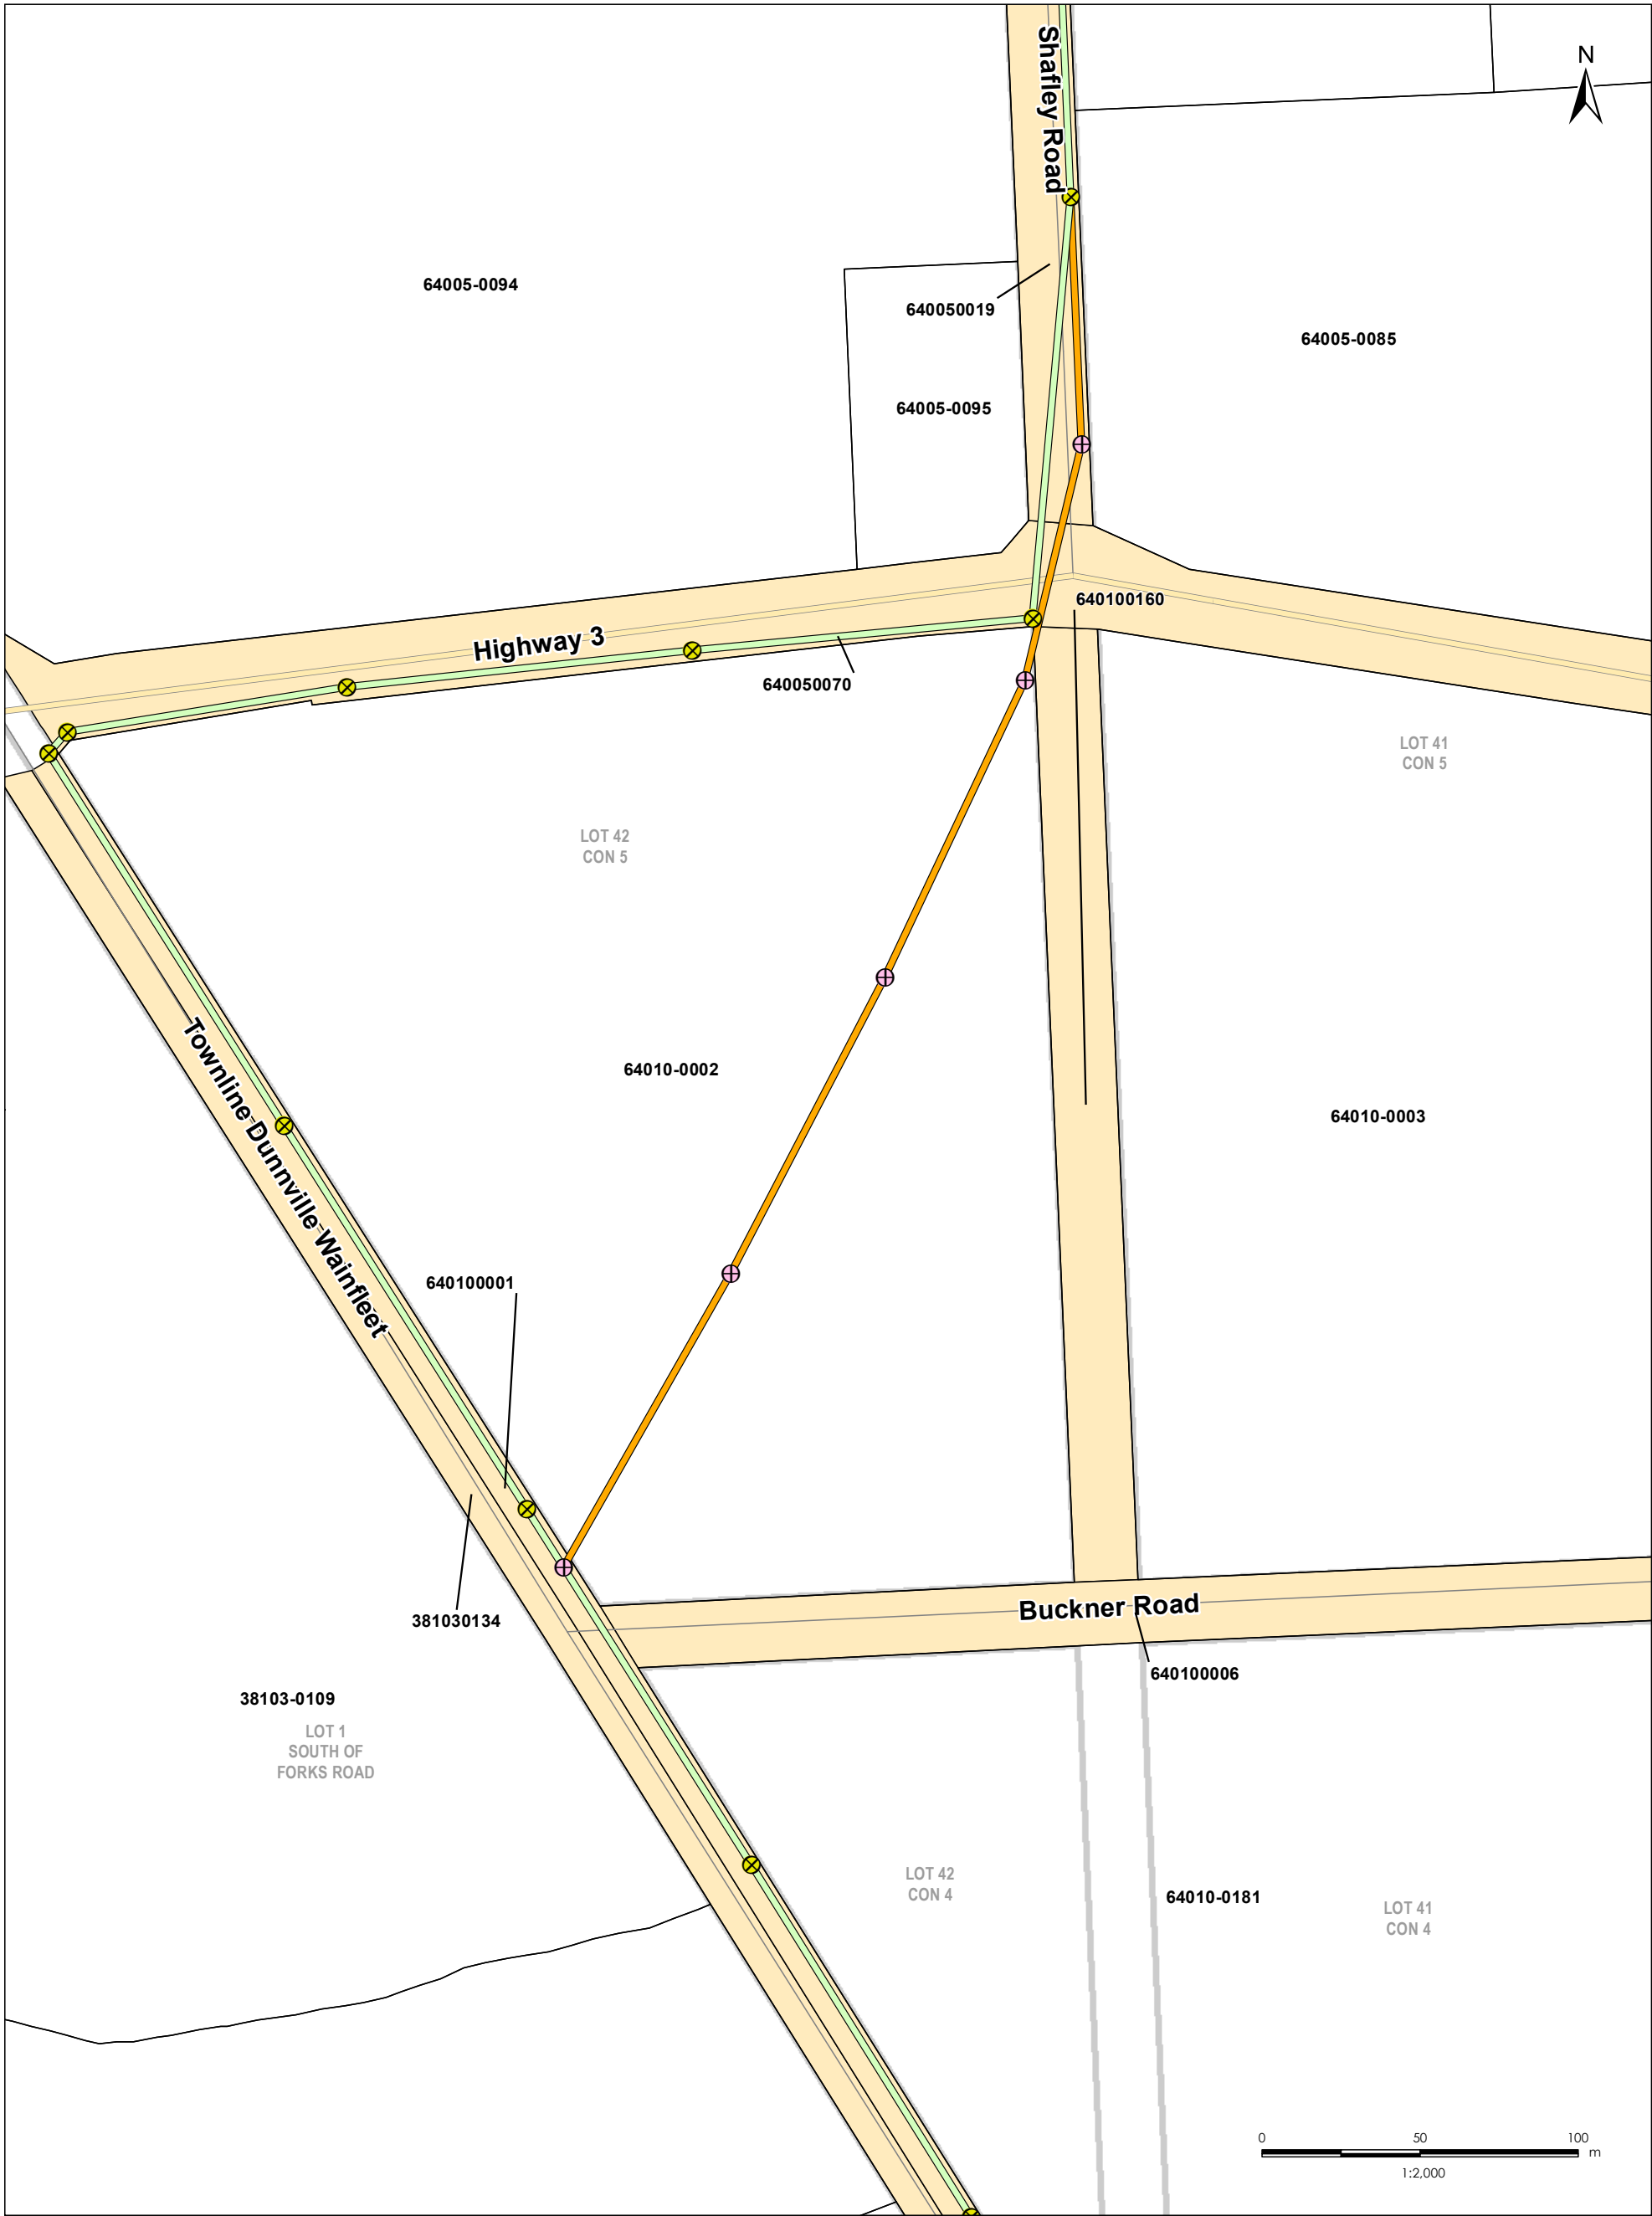 Shafley Road
N
64005-0094
640050019
64005-0085
64005-0095
640100160
Highway 3
640050070
LOT 41
CON 5
LOT 42
CON 5
Townline-Dunnville-Wainfleet
64010-0002
64010-0003
640100001
381030134
Buckner Road
640100006
38103-0109
LOT 1
SOUTH OF
FORKS ROAD
LOT 42
CON 4
64010-0181
LOT 41
CON 4
0 50 100
m
1:2,000